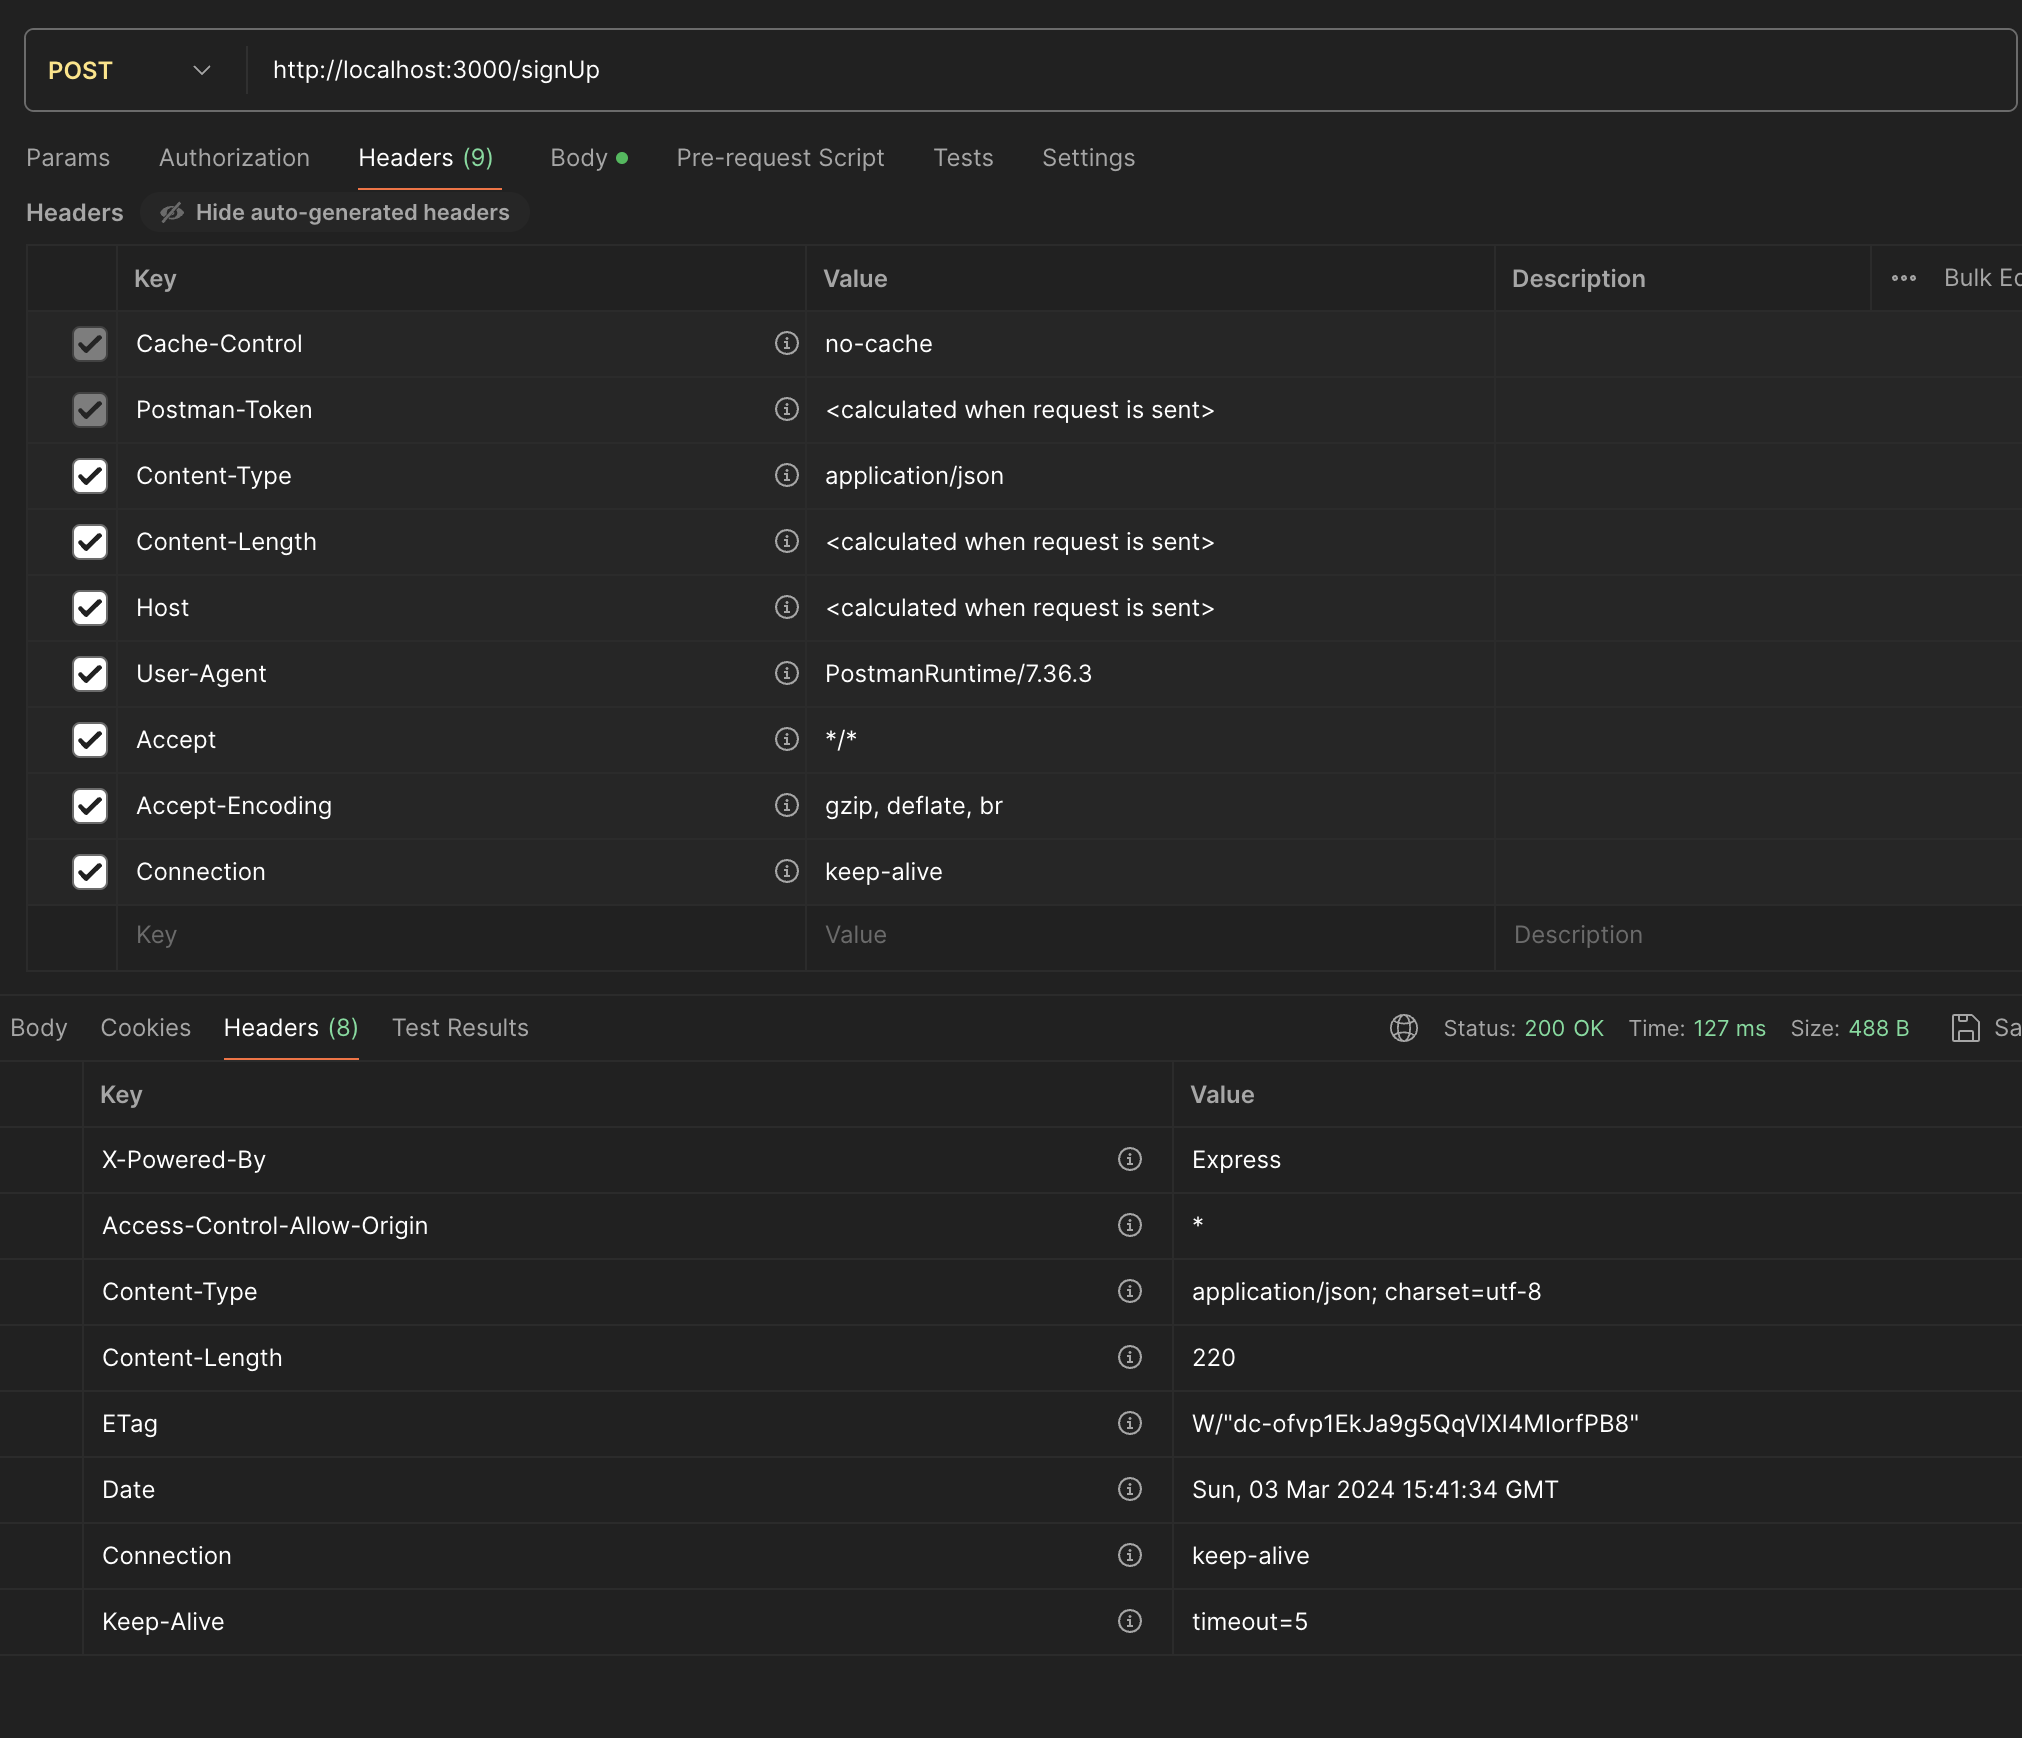 POST http://localhost:3000/signUp
Params Authorization Headers (9) Body Pre-request Script Tests Settings
Headers Hide auto-generated headers
Key Value Description Bulk Ed
Cache-Control no-cache
Postman-Token <calculated when request is sent>
Content-Type application/json
Content-Length <calculated when request is sent>
Host <calculated when request is sent>
User-Agent PostmanRuntime/7.36.3
Accept */*
Accept-Encoding gzip, deflate, br
Connection keep-alive
Key Value Description
Body Cookies Headers (8) Test Results Status: 200 OK Time: 127 ms Size: 488 B Sa
Key Value
X-Powered-By Express
Access-Control-Allow-Origin *
Content-Type application/json; charset=utf-8
Content-Length 220
ETag W/"dc-ofvp1EkJa9g5QqVIXI4MIorfPB8"
Date Sun, 03 Mar 2024 15:41:34 GMT
Connection keep-alive
Keep-Alive timeout=5